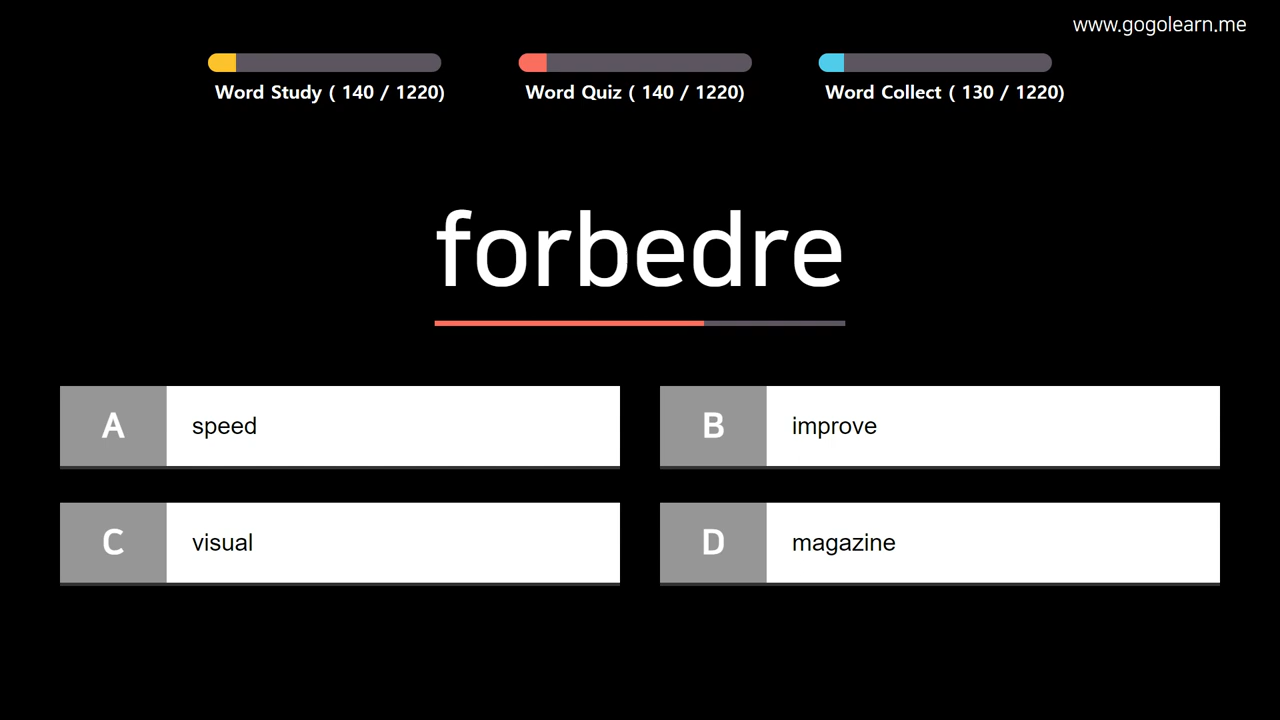 www.gogolearn.me
Word Study ( 140 / 1220)
Word Quiz ( 140 / 1220)
Word Collect ( 130 / 1220)
forbedre
A speed
B improve
C visual
D magazine